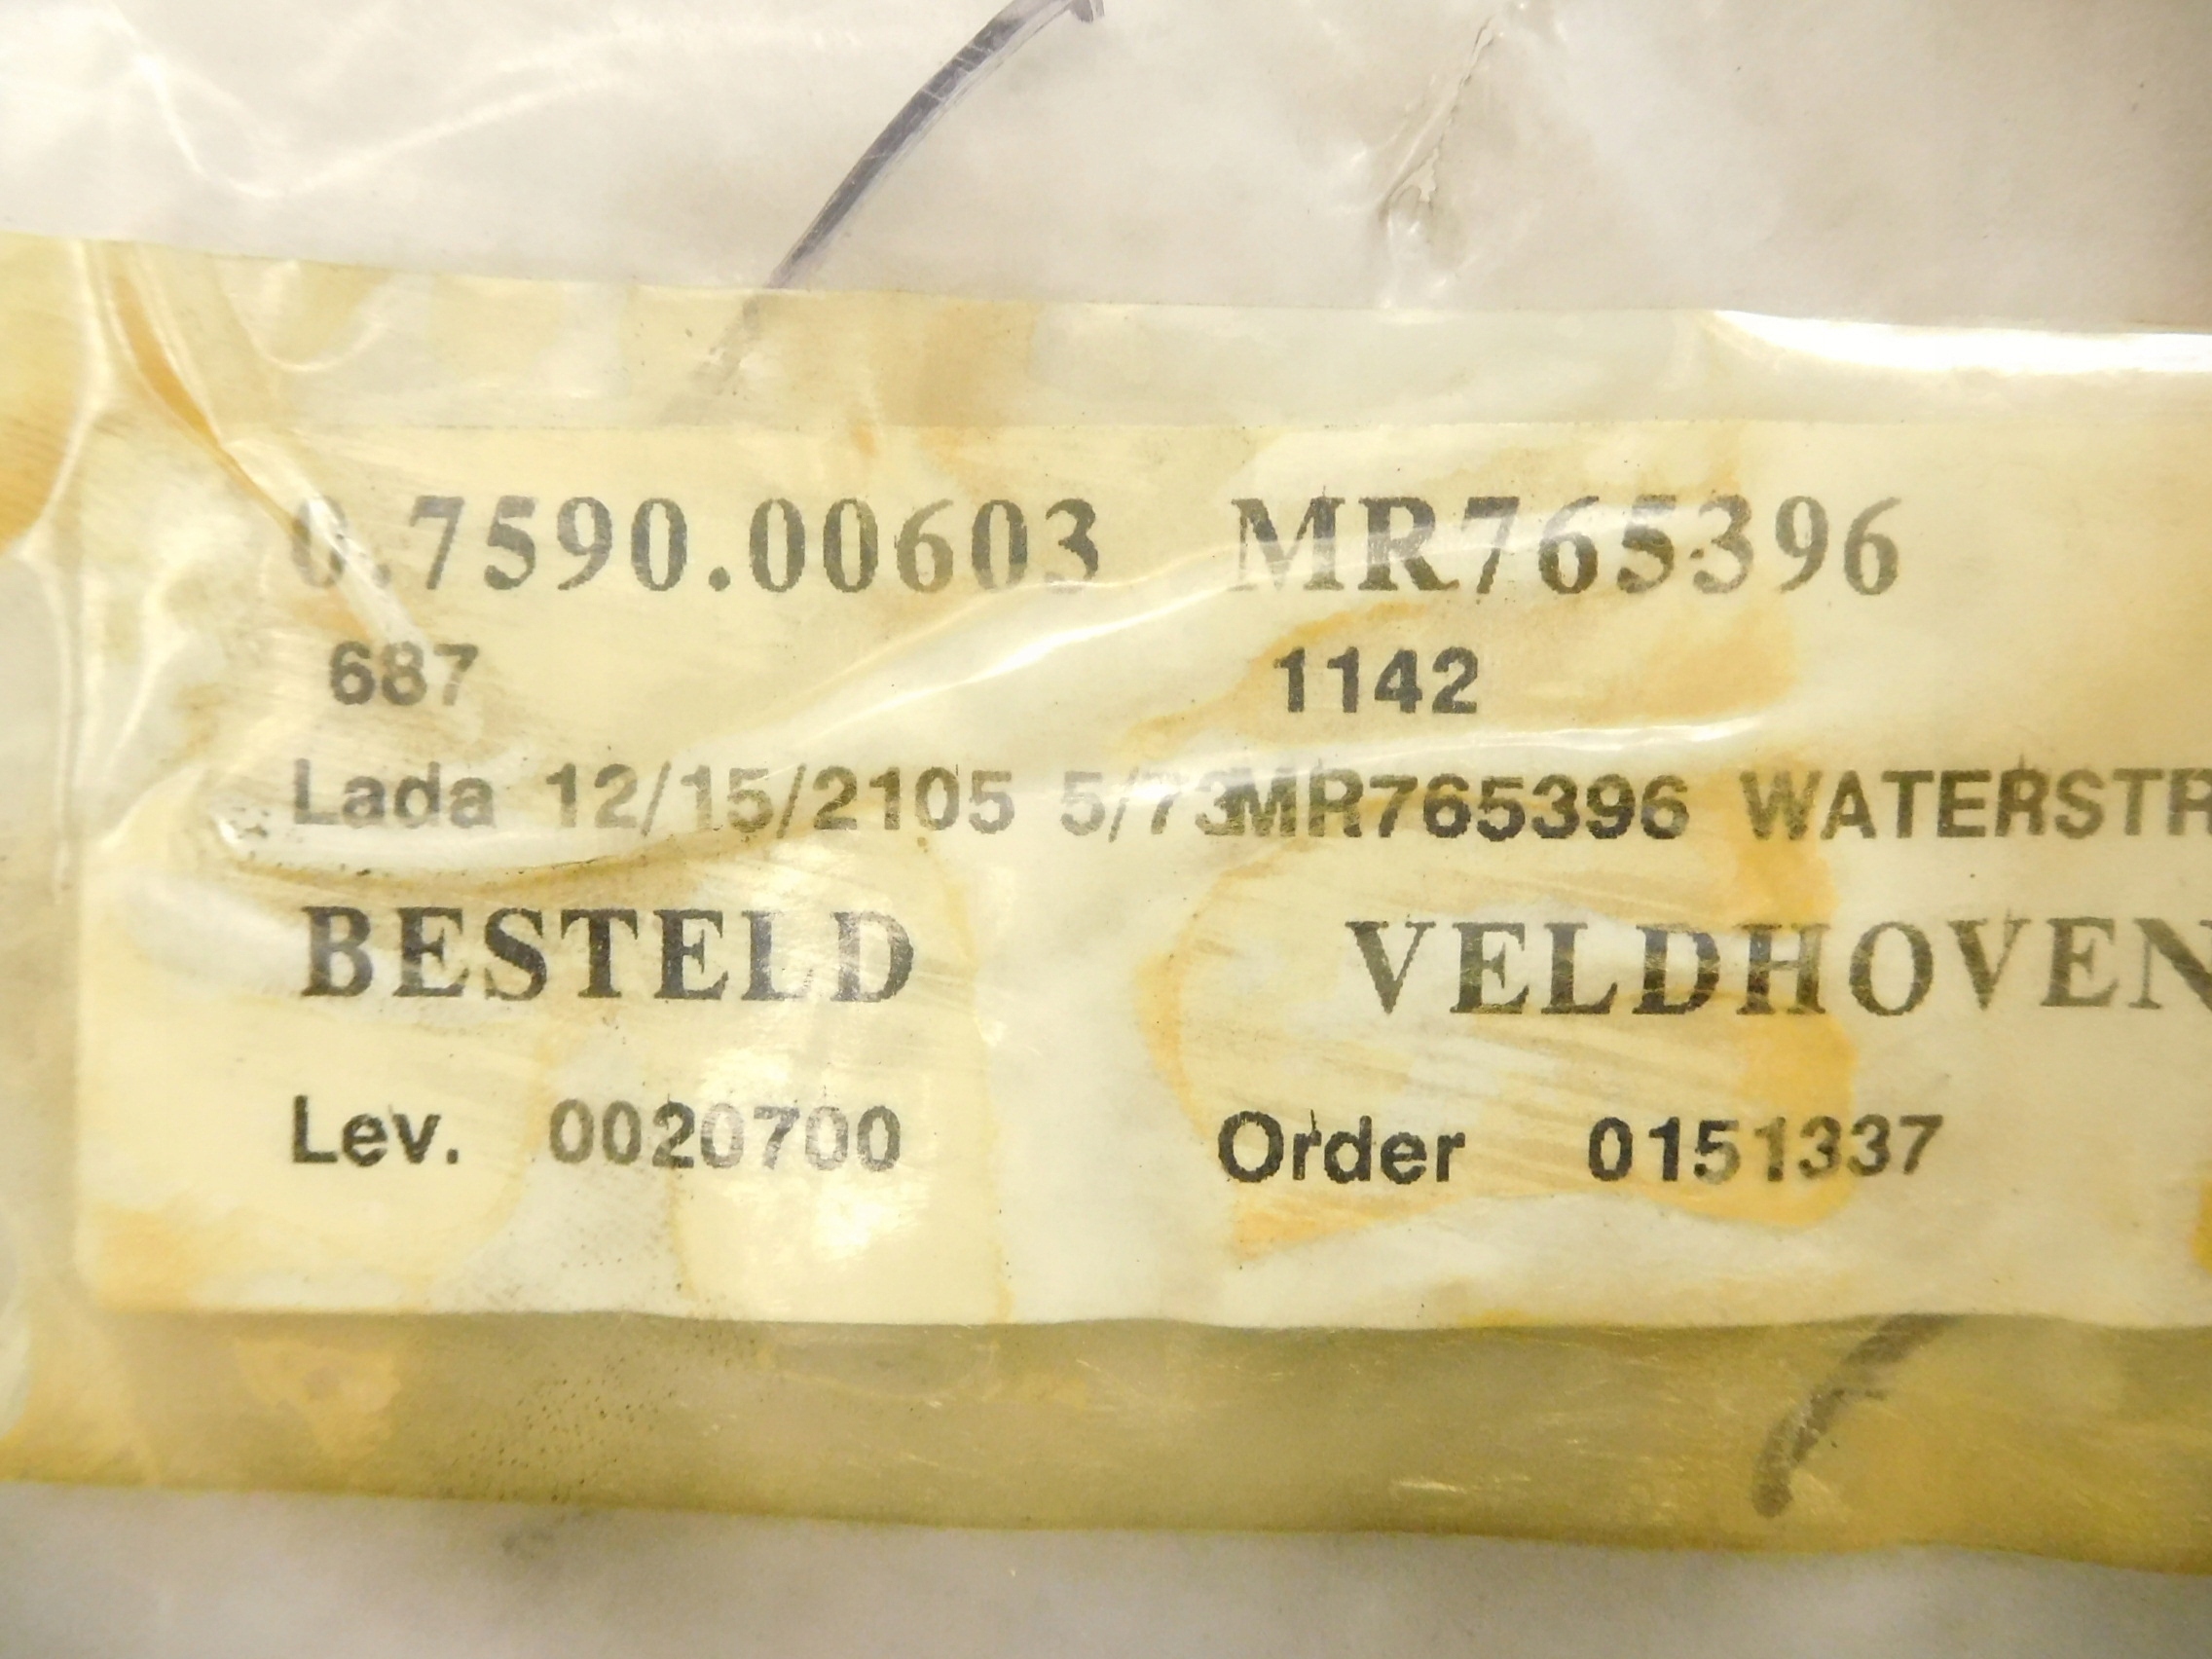 0.7590.00603 MR765396
687 1142
Lada 12/15/2105 5/73MR765396 WATERSTR
BESTELD VELDHOVEN
Lev. 0020700 Order 0151337